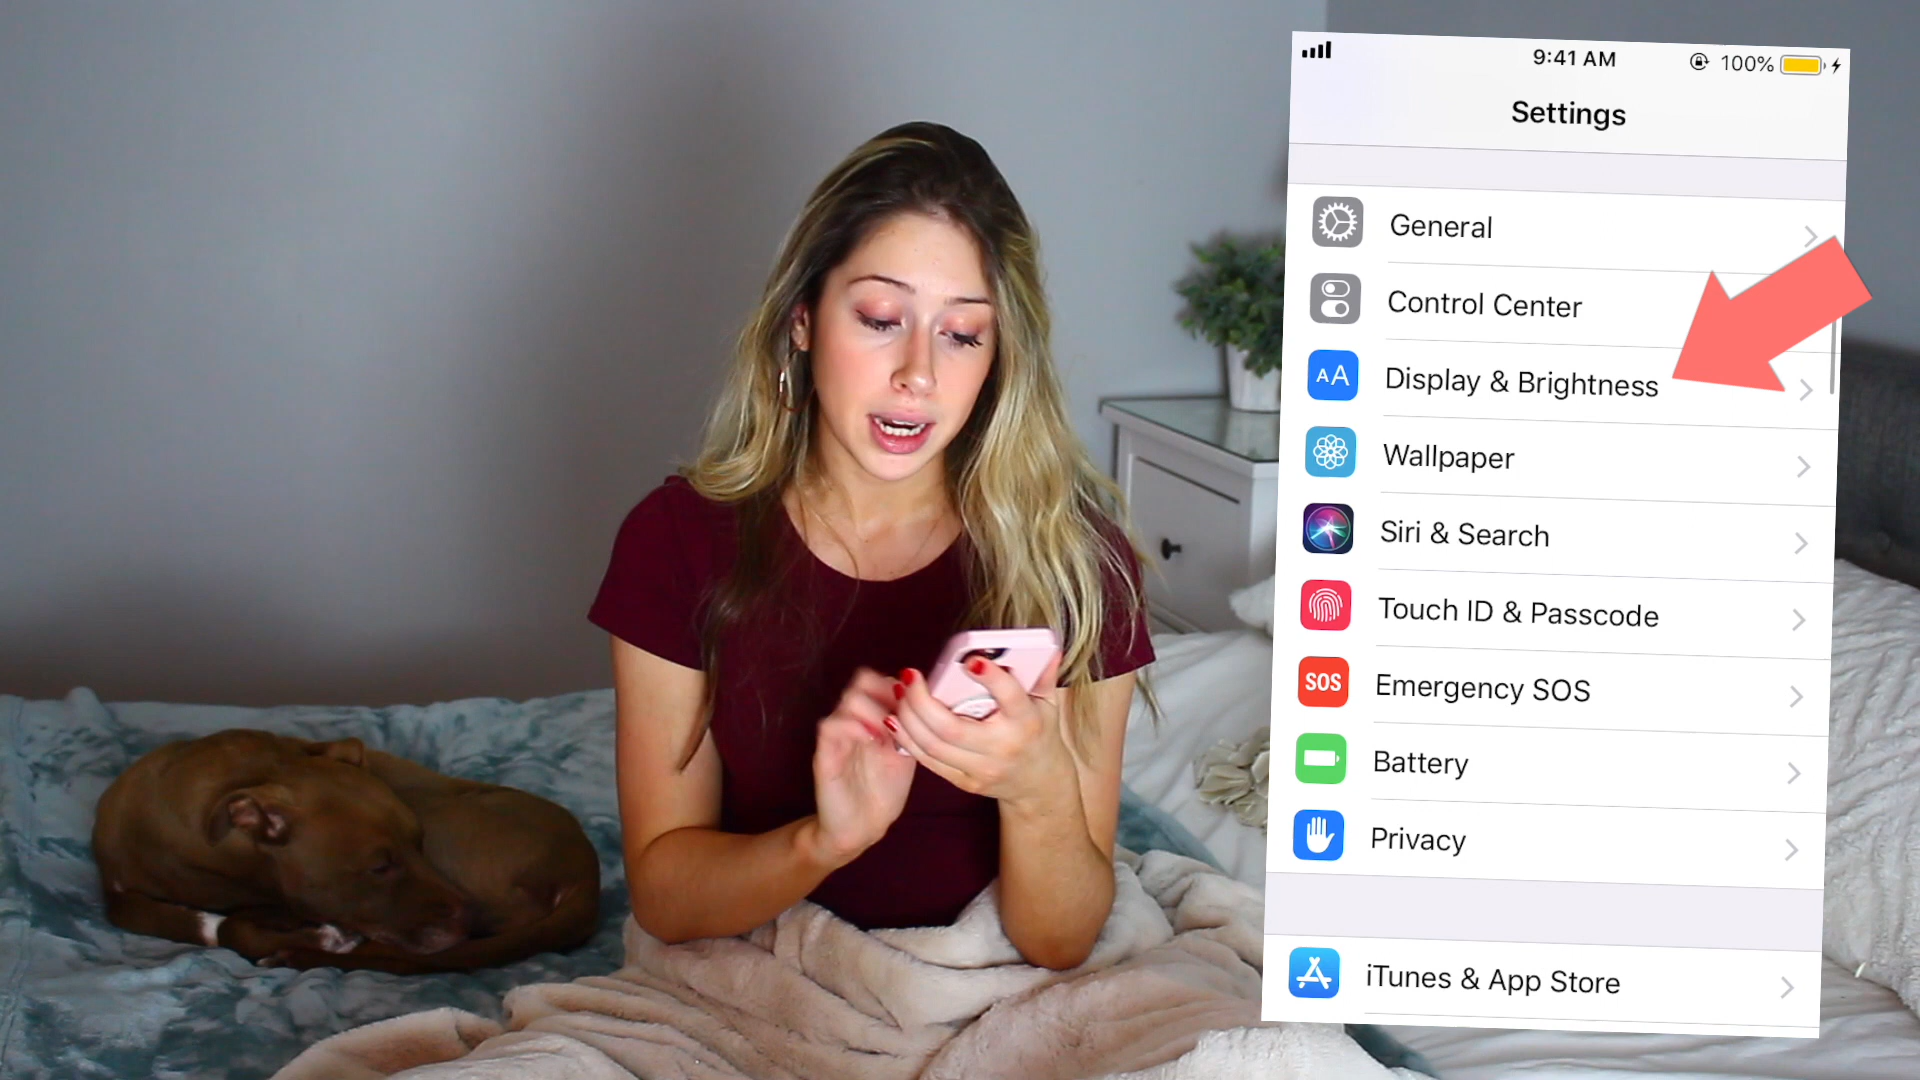 9:41 AM 100%
Settings
General
Control Center
AA Display & Brightness
Wallpaper
Siri & Search
Touch ID & Passcode
SOS Emergency SOS
Battery
Privacy
iTunes & App Store